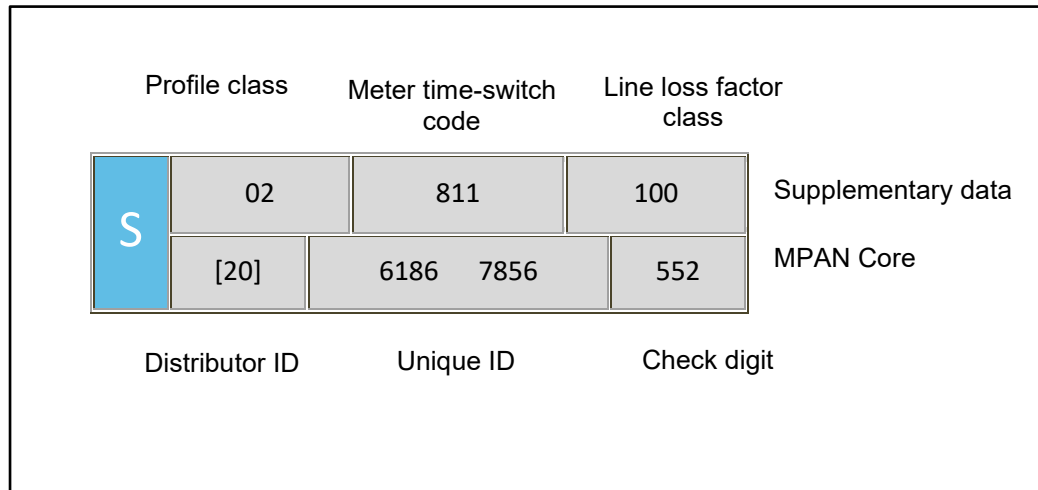 Profile class
Meter time-switch
code
Line loss factor
class
S
02
811
100
Supplementary data
[20]
6186 7856
552
MPAN Core
Distributor ID
Unique ID
Check digit